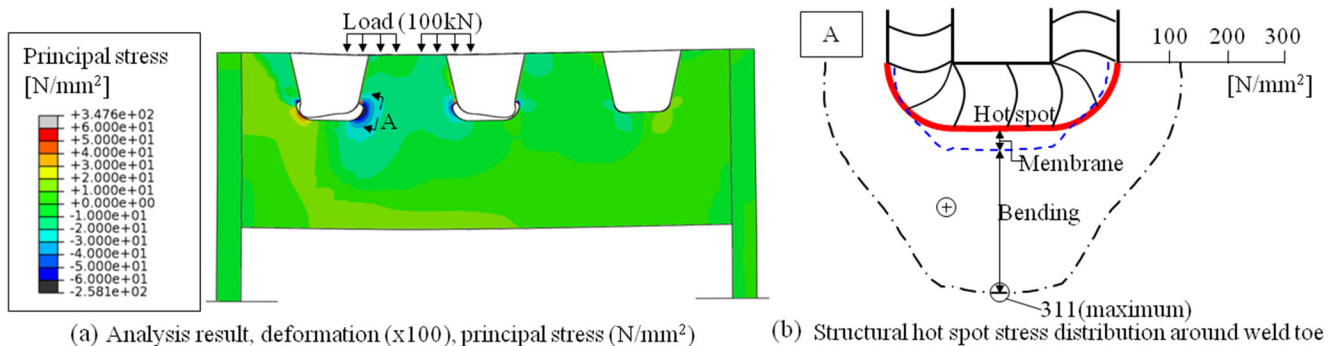 Load (100kN)
Principal stress
[N/mm²]
+3.476e+02
+6.000e+01
+5.000e+01
+4.000e+01
+3.000e+01
+2.000e+01
+1.000e+01
+0.000e+00
-1.000e+01
-2.000e+01
-3.000e+01
-4.000e+01
-5.000e+01
-6.000e+01
-2.581e+02
A
(a) Analysis result, deformation (x100), principal stress (N/mm²)
A
100 200 300
[N/mm²]
Hot spot
Membrane
+
Bending
311(maximum)
(b) Structural hot spot stress distribution around weld toe